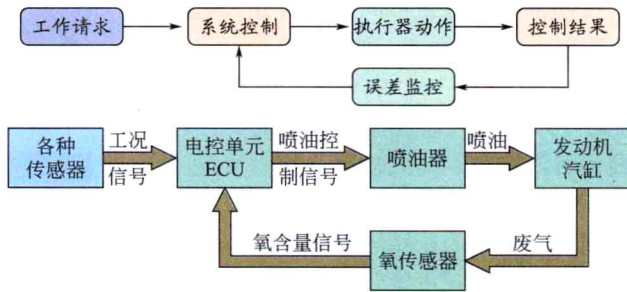 工作请求
系统控制
执行器动作
控制结果
误差监控
各种
传感器
工况
信号
电控单元
ECU
喷油控
制信号
喷油器
喷油
发动机
汽缸
氧含量信号
氧传感器
废气